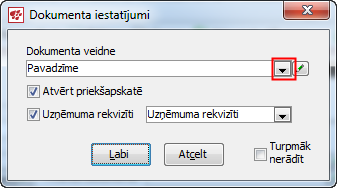 Dokumenta iestatījumi
Dokumenta veidne
Pavadzīme
Atvērt priekšapskatē
Uzņēmuma rekvizīti Uzņēmuma rekvizīti
Labi Atcelt Turpmāk
nerādīt